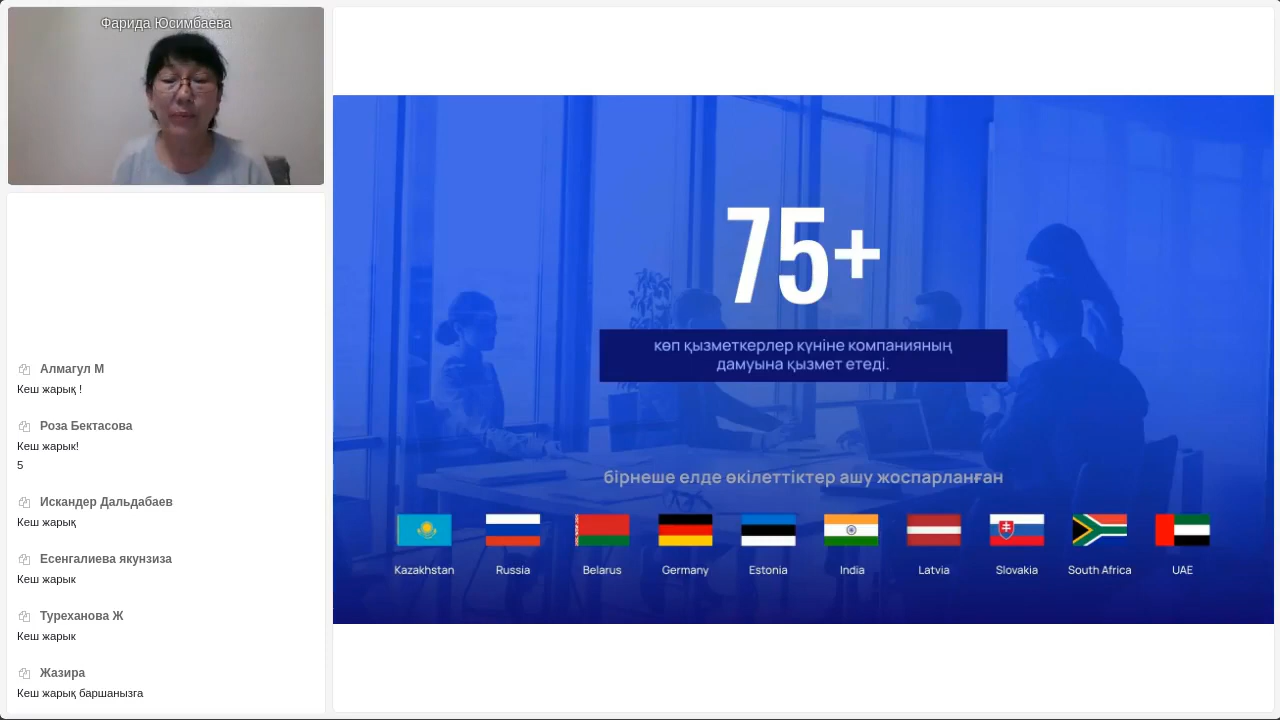 Фарида Юсимбаева
Алмагул М
Кеш жарық !
Роза Бектасова
Кеш жарык!
5
Искандер Дальдабаев
Кеш жарық
Есенгалиева якунзиза
Кеш жарык
Туреханова Ж
Кеш жарык
Жазира
Кеш жарық баршанызга
75+
көп қызметкерлер күніне компанияның
дамуына қызмет етеді.
бірнеше елде өкілеттіктер ашу жоспарланған
Kazakhstan Russia Belarus Germany Estonia India Latvia Slovakia South Africa UAE